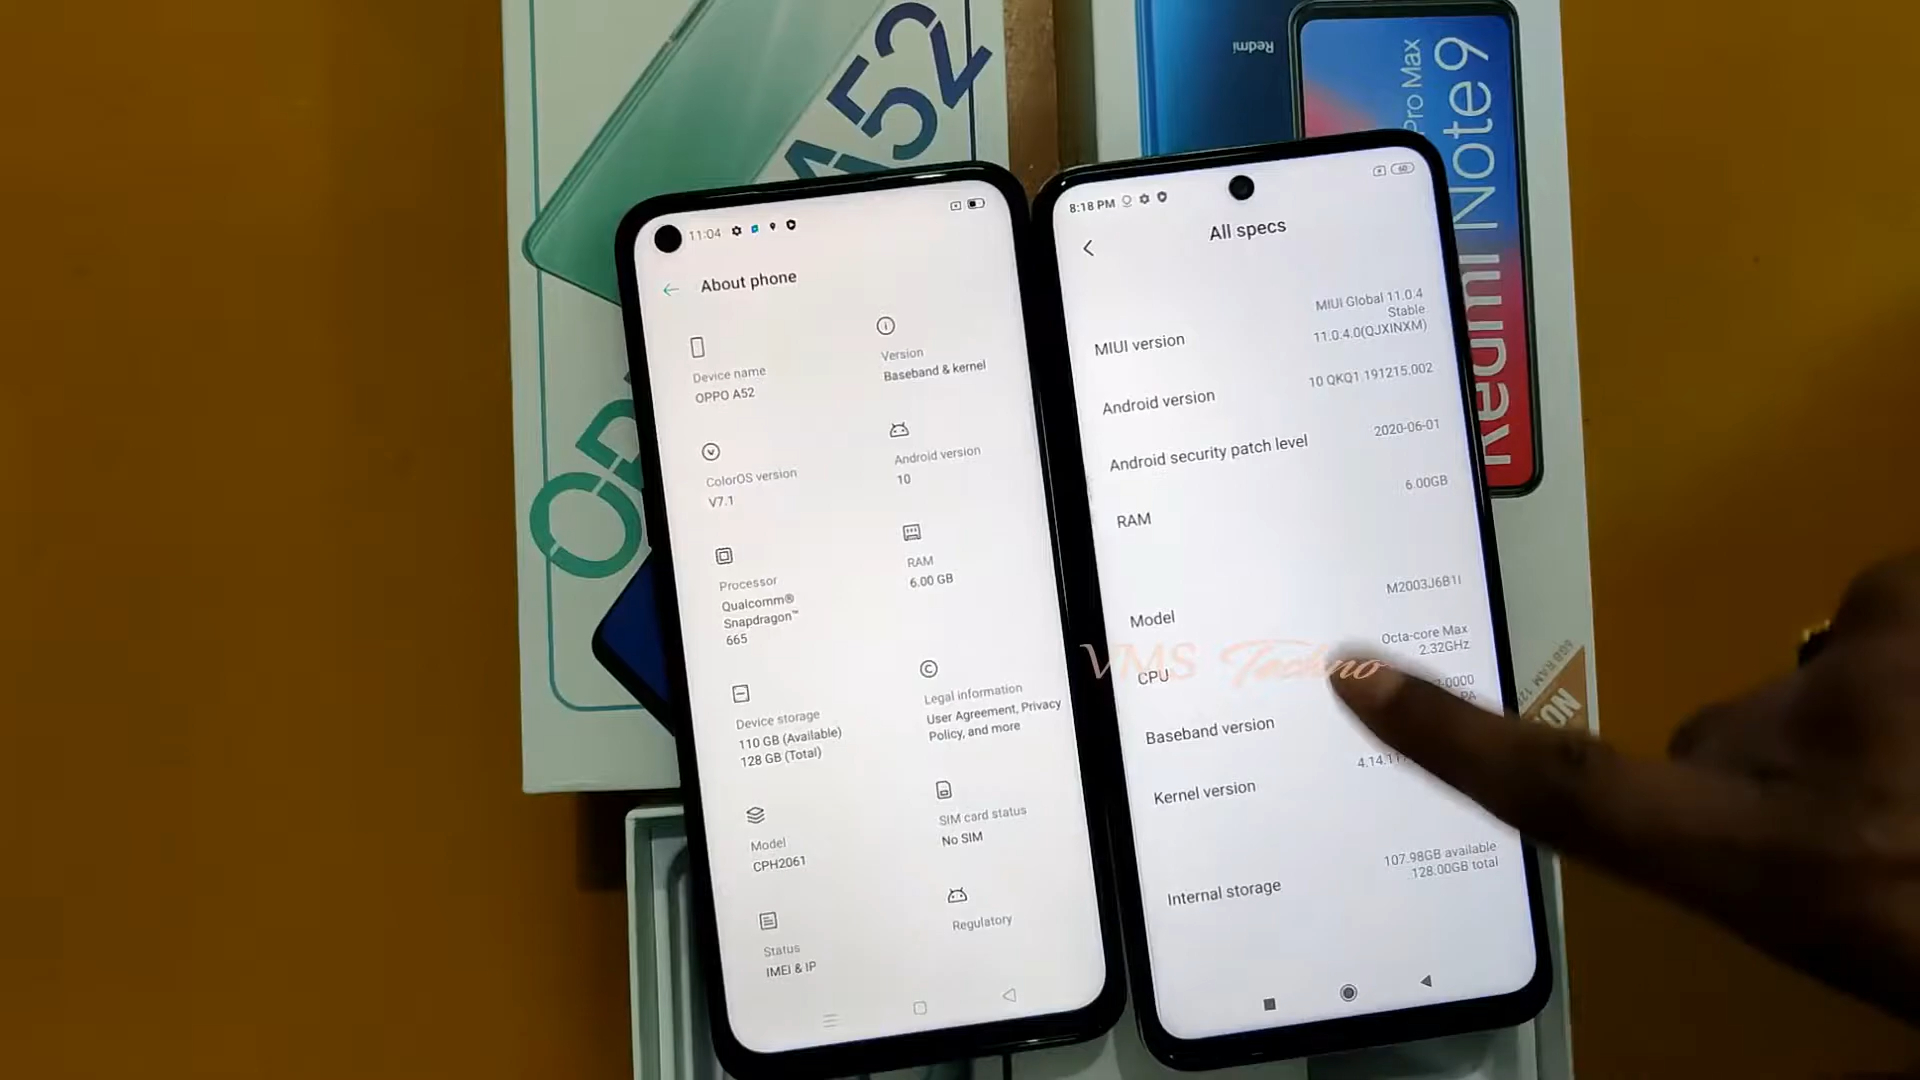 A52
Redmi
Pro Max
Redmi Note 9
11:04
About phone
Device name
OPPO A52
Version
Baseband & kernel
ColorOS version
V7.1
Android version
10
Processor
Qualcomm®
Snapdragon™
665
RAM
6.00 GB
Device storage
110 GB (Available)
128 GB (Total)
Legal information
User Agreement, Privacy
Policy, and more
Model
CPH2061
SIM card status
No SIM
Status
IMEI & IP
Regulatory
8:18 PM
60
All specs
MIUI version
MIUI Global 11.0.4
Stable
11.0.4.0(QJXINXM)
Android version
10 QKQ1.191215.002
Android security patch level
2020-06-01
RAM
6.00GB
Model
M2003J6B1I
CPU
Octa-core Max
2.32GHz
Baseband version
Kernel version
Internal storage
107.98GB available
128.00GB total
VMS Techno
6GB RAM